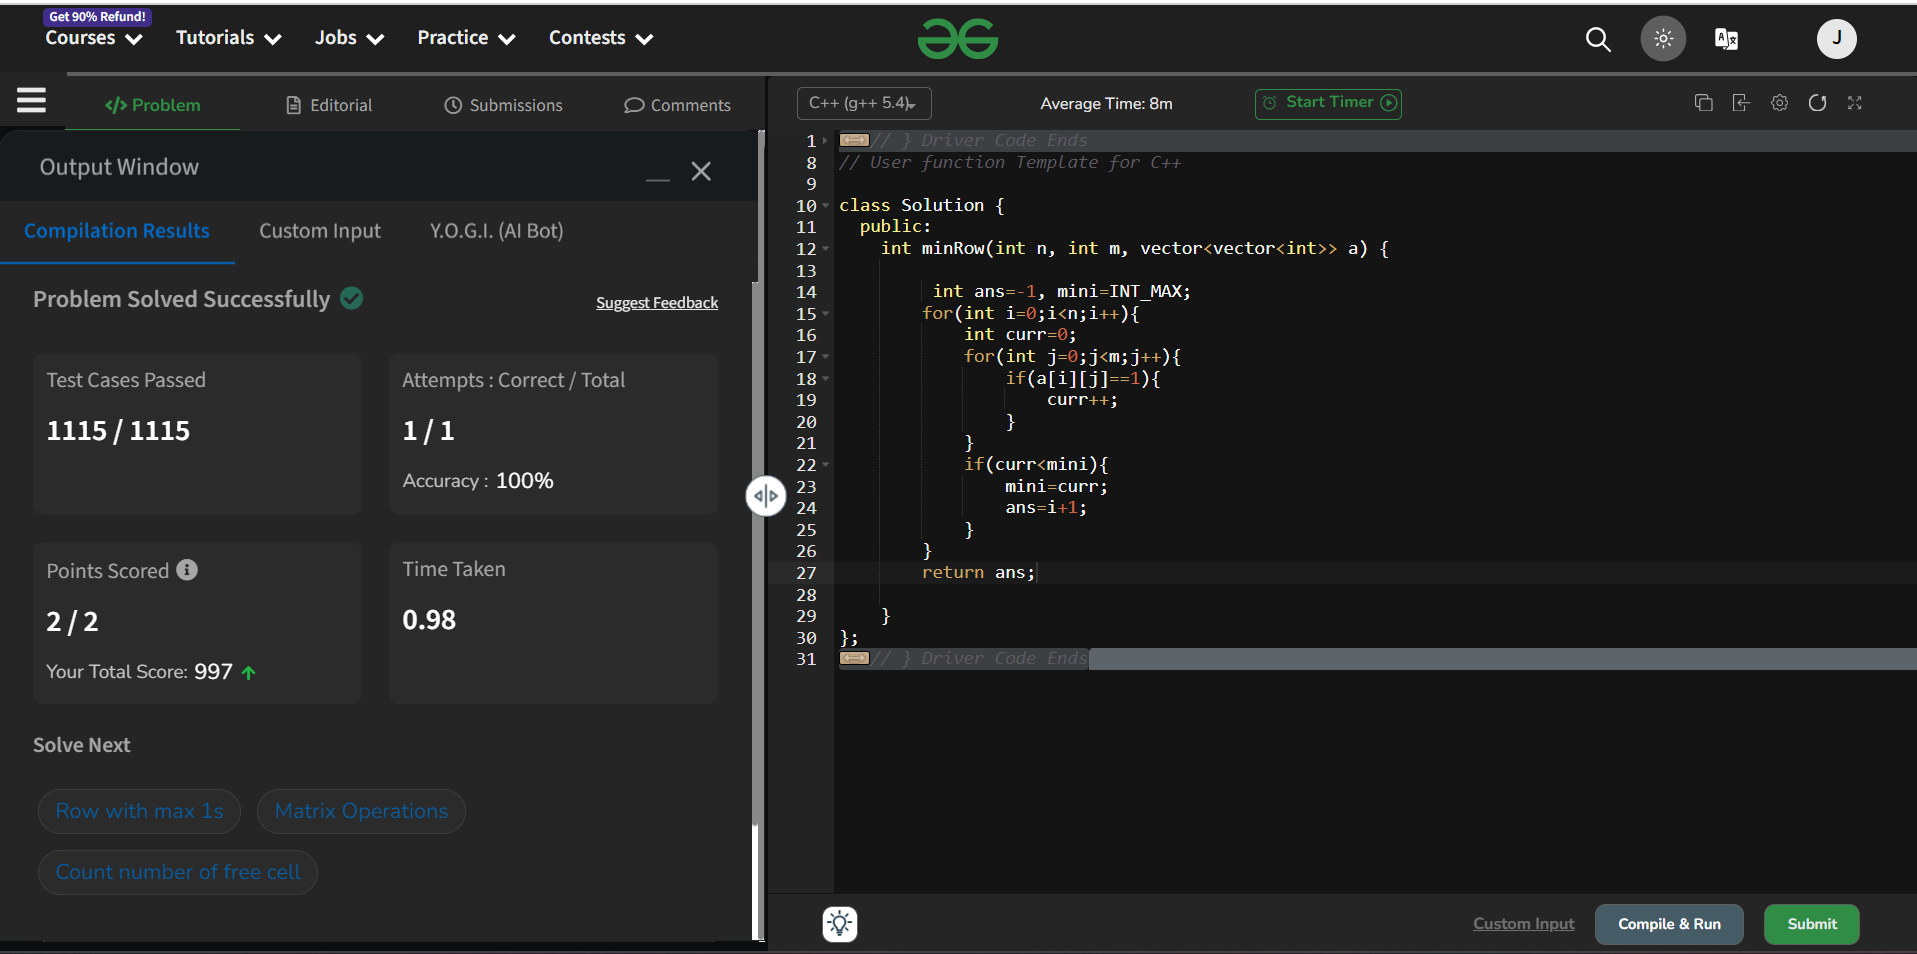 Get 90% Refund!
Courses Tutorials Jobs Practice Contests
J
</> Problem Editorial Submissions Comments
C++ (g++ 5.4) Average Time: 8m Start Timer
Output Window
Compilation Results Custom Input Y.O.G.I. (AI Bot)
Problem Solved Successfully
Suggest Feedback
Test Cases Passed
1115 / 1115
Attempts : Correct / Total
1 / 1
Accuracy : 100%
Points Scored
2 / 2
Your Total Score: 997
Time Taken
0.98
Solve Next
Row with max 1s
Matrix Operations
Count number of free cell
1 // } Driver Code Ends
8 // User function Template for C++
9
10 class Solution {
11 public:
12 int minRow(int n, int m, vector<vector<int>> a) {
13
14 int ans=-1, mini=INT_MAX;
15 for(int i=0;i<n;i++){
16 int curr=0;
17 for(int j=0;j<m;j++){
18 if(a[i][j]==1){
19 curr++;
20 }
21 }
22 if(curr<mini){
23 mini=curr;
24 ans=i+1;
25 }
26 }
27 return ans;
28
29 }
30 };
31 // } Driver Code Ends
Custom Input Compile & Run Submit